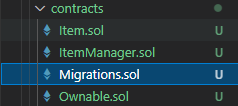 contracts
Item.sol U
ItemManager.sol U
Migrations.sol U
Ownable.sol U